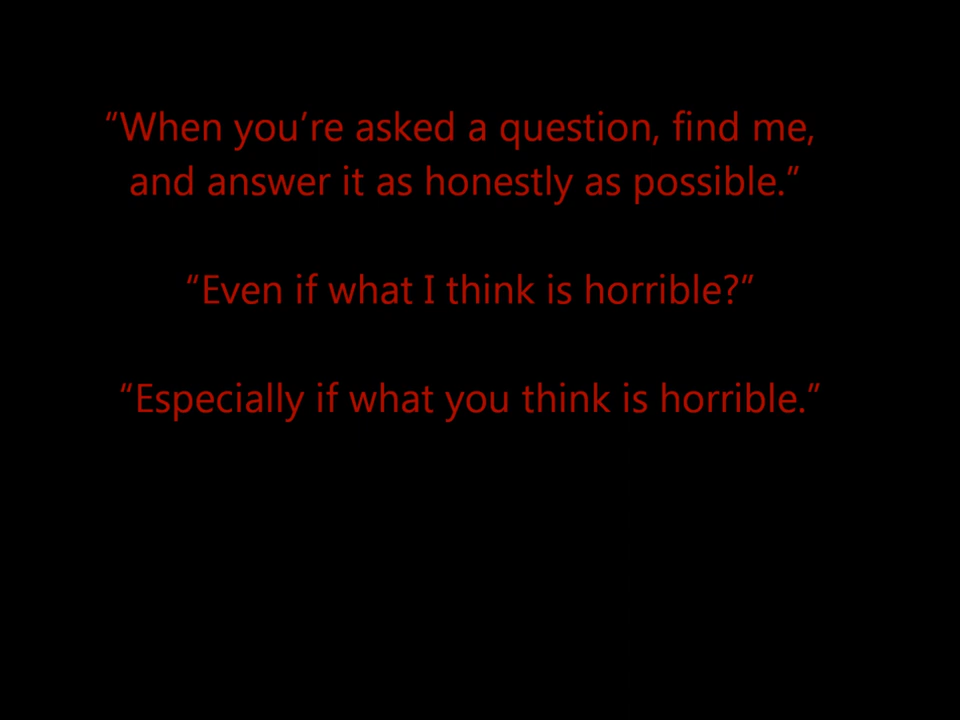 “When you’re asked a question, find me,
and answer it as honestly as possible.”
“Even if what I think is horrible?”
“Especially if what you think is horrible.”